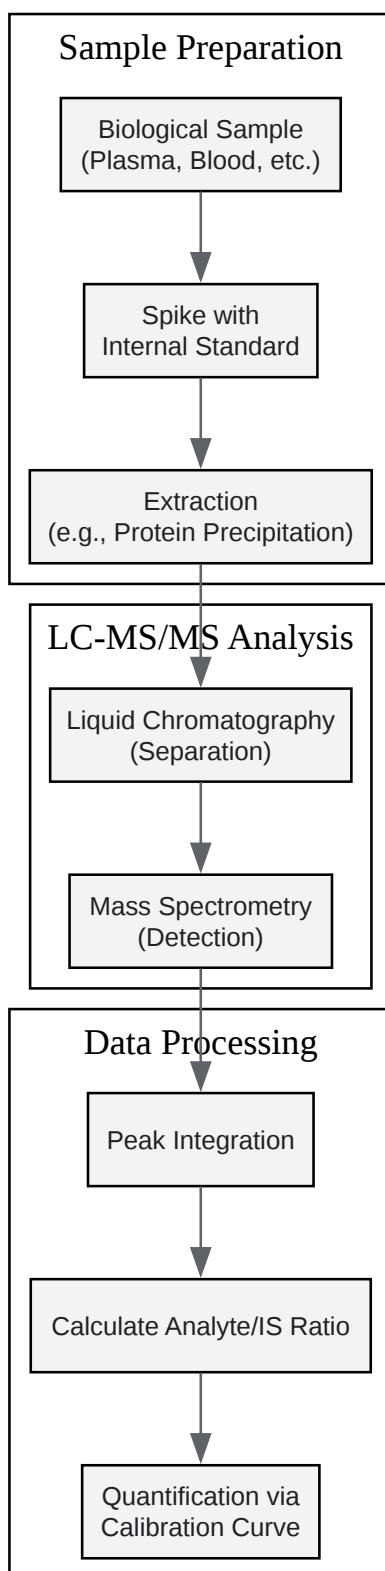 Sample Preparation
Biological Sample
(Plasma, Blood, etc.)
Spike with
Internal Standard
Extraction
(e.g., Protein Precipitation)
LC-MS/MS Analysis
Liquid Chromatography
(Separation)
Mass Spectrometry
(Detection)
Data Processing
Peak Integration
Calculate Analyte/IS Ratio
Quantification via
Calibration Curve